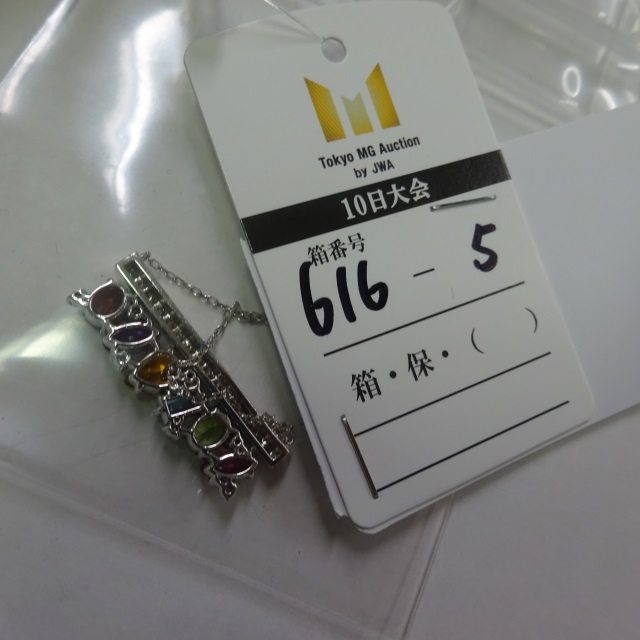 Tokyo MG Auction
by JWA
10日大会
箱番号
616 - 5
箱・保・（　）